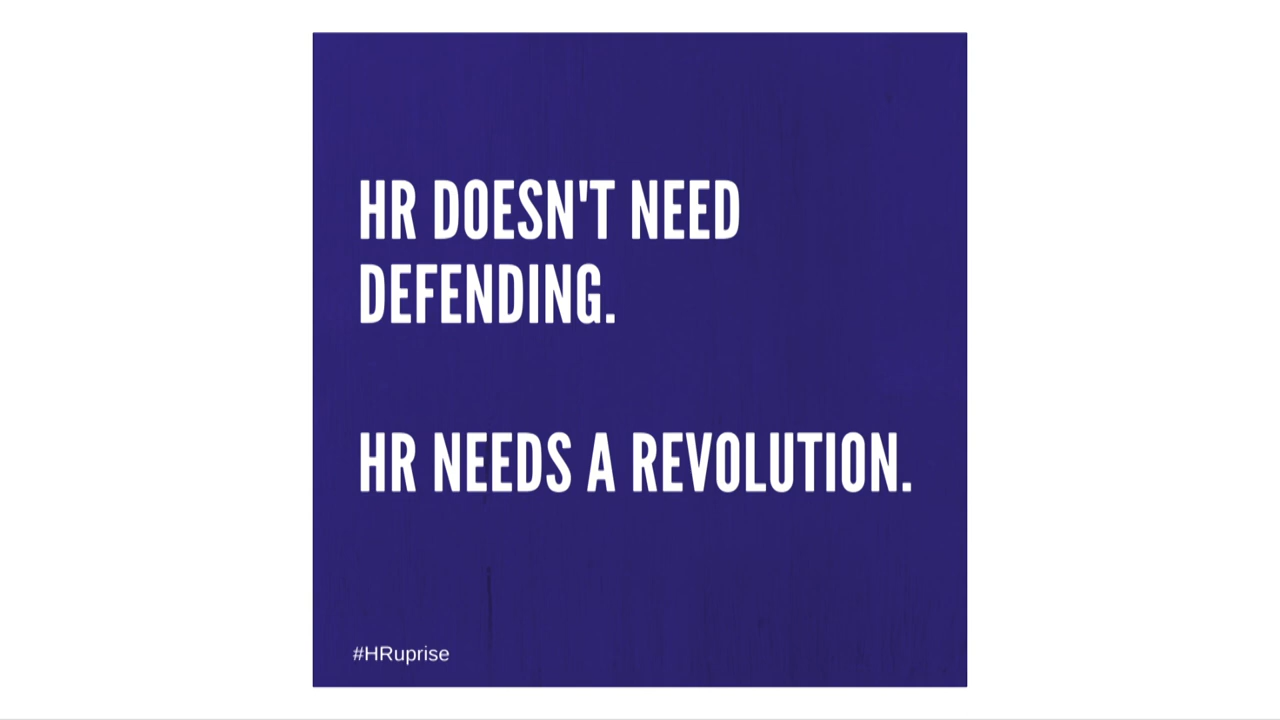 HR DOESN'T NEED
DEFENDING.
HR NEEDS A REVOLUTION.
#HRuprise